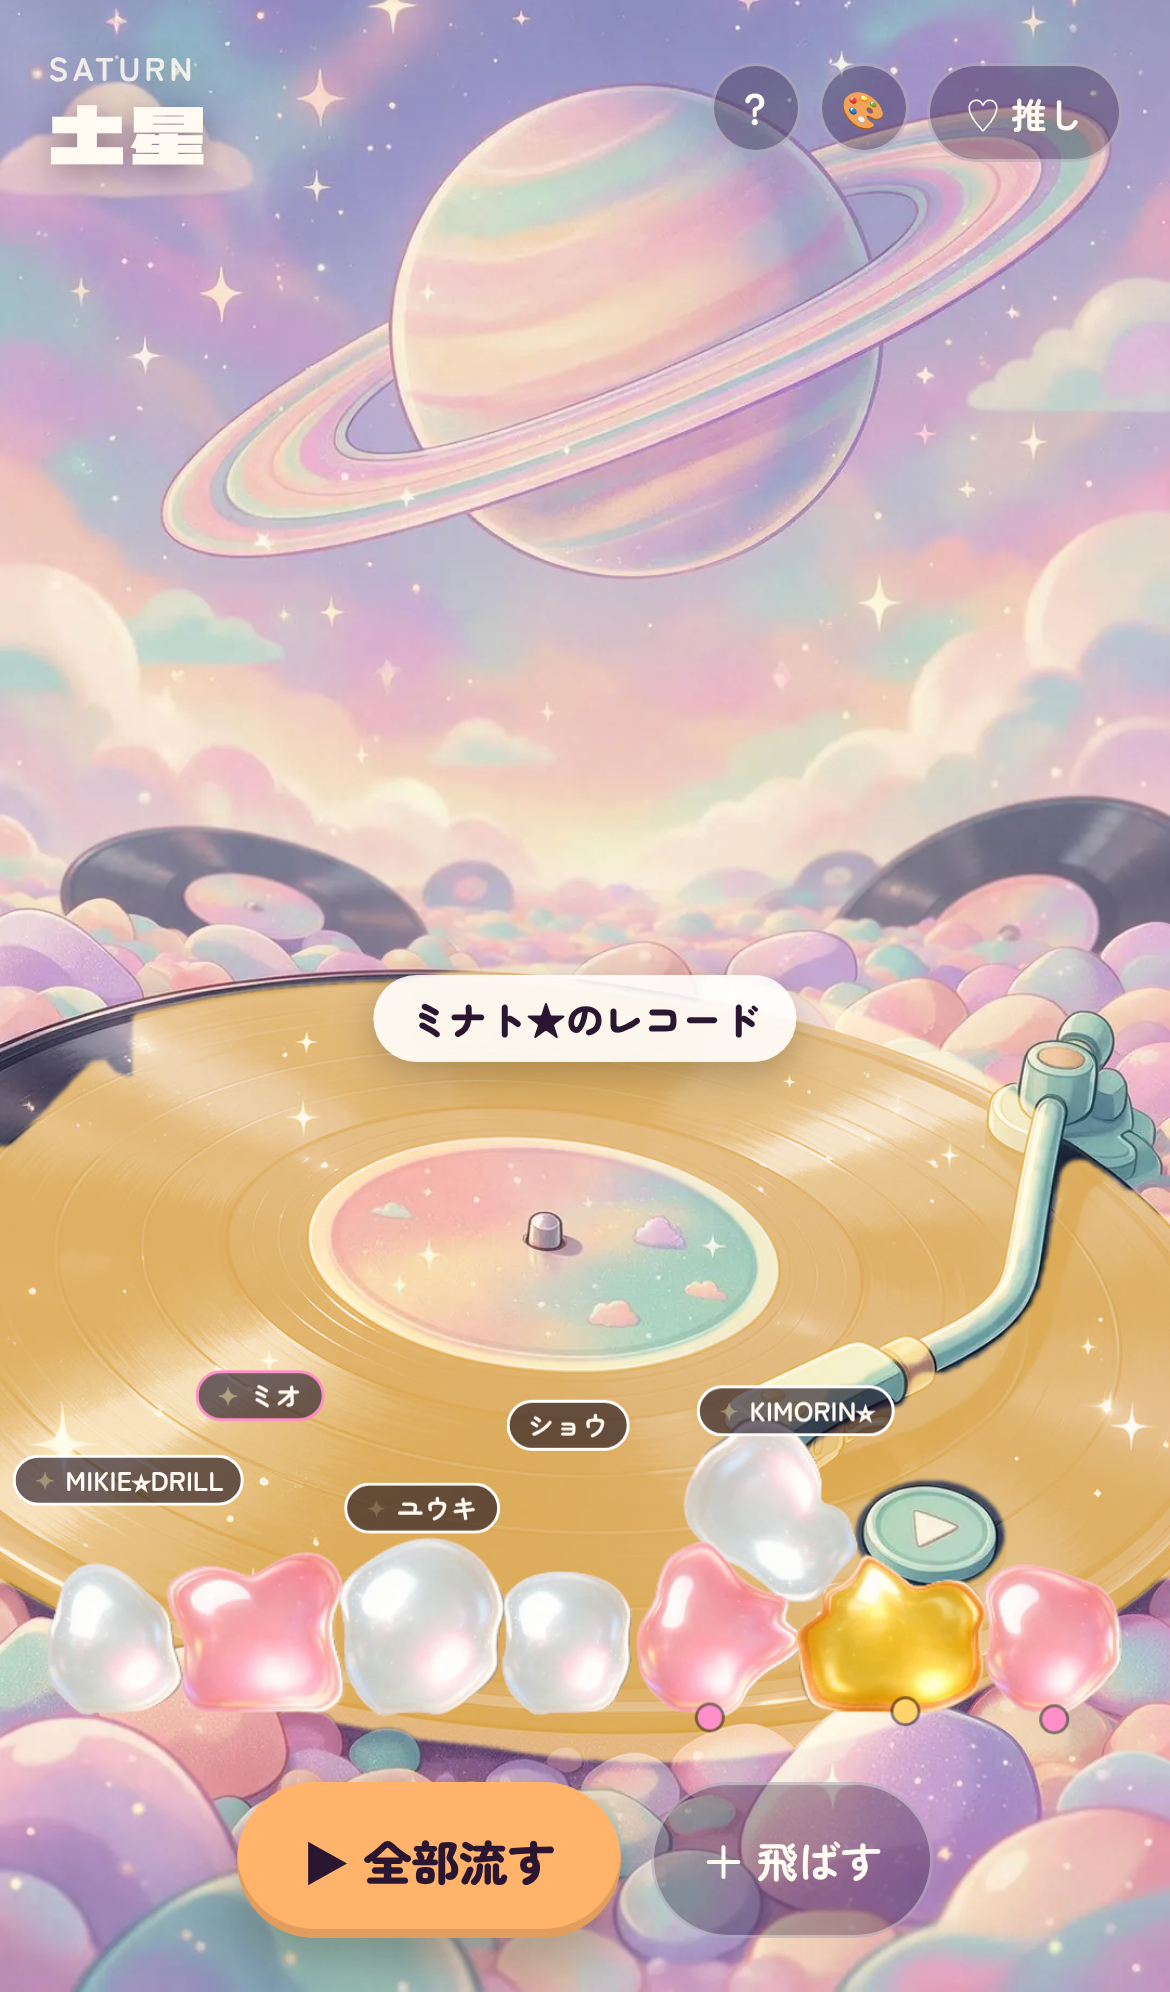 SATURN
土星
?
♡ 推し
ミナト★のレコード
✦ ミオ
ショウ
✦ KIMORIN★
✦ MIKIE★DRILL
✦ ユウキ
▶ 全部流す
＋ 飛ばす